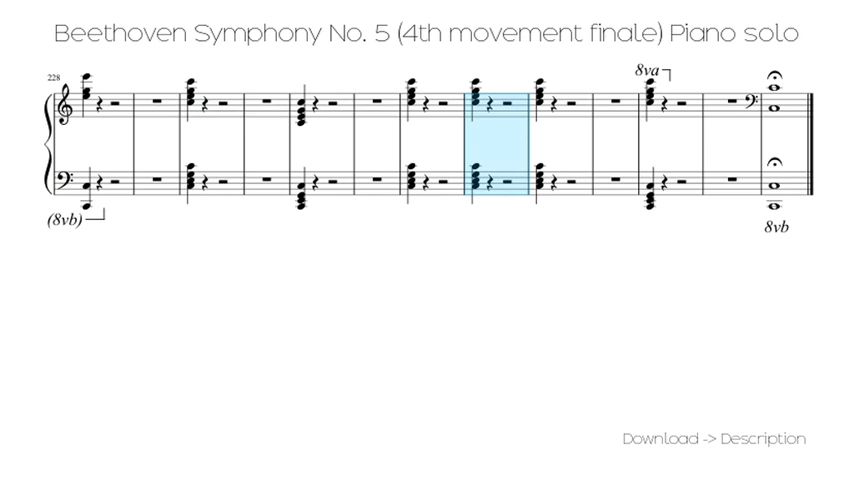 Beethoven Symphony No. 5 (4th movement finale) Piano solo
228
8va
(8vb)
8vb
Download -> Description